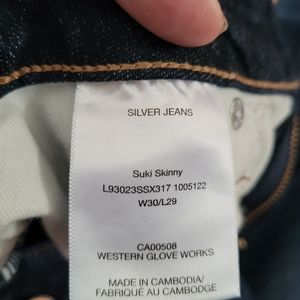 SILVER JEANS
Suki Skinny
L93023SSX317 1005122
W30/L29
CA00508
WESTERN GLOVE WORKS
MADE IN CAMBODIA/
FABRIQUÉ AU CAMBODGE